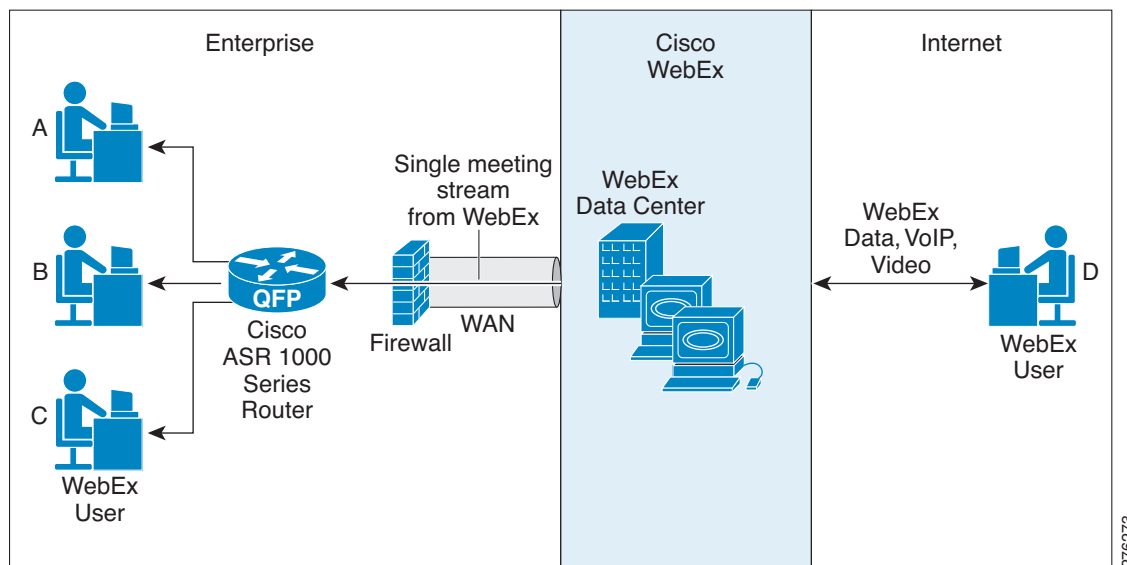 Enterprise
Cisco
WebEx
Internet
A
B
C
WebEx
User
QFP
Cisco
ASR 1000
Series
Router
Single meeting
stream
from WebEx
Firewall
WAN
WebEx
Data Center
WebEx
Data, VoIP,
Video
D
WebEx
User